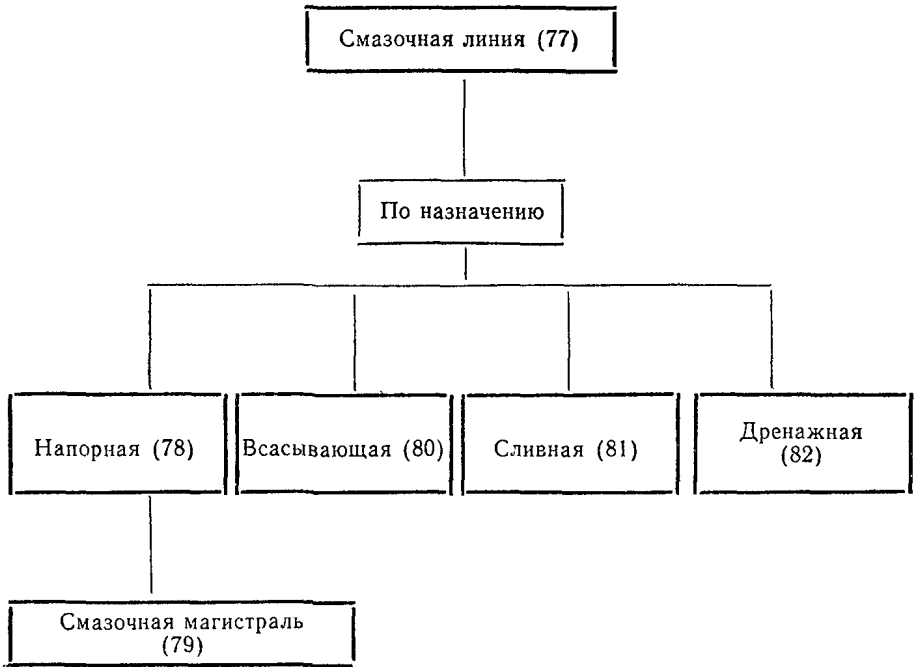 Смазочная линия (77)
По назначению
Напорная (78)
Всасывающая (80)
Сливная (81)
Дренажная
(82)
Смазочная магистраль
(79)